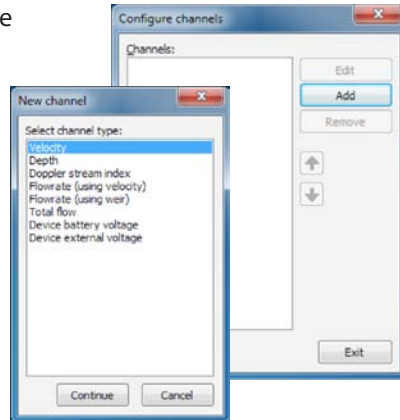 e
Configure channels
Channels:
Edit
Add
Remove
Exit
New channel
Select channel type:
Velocity
Depth
Doppler stream index
Flowrate (using velocity)
Flowrate (using weir)
Total flow
Device battery voltage
Device external voltage
Continue
Cancel